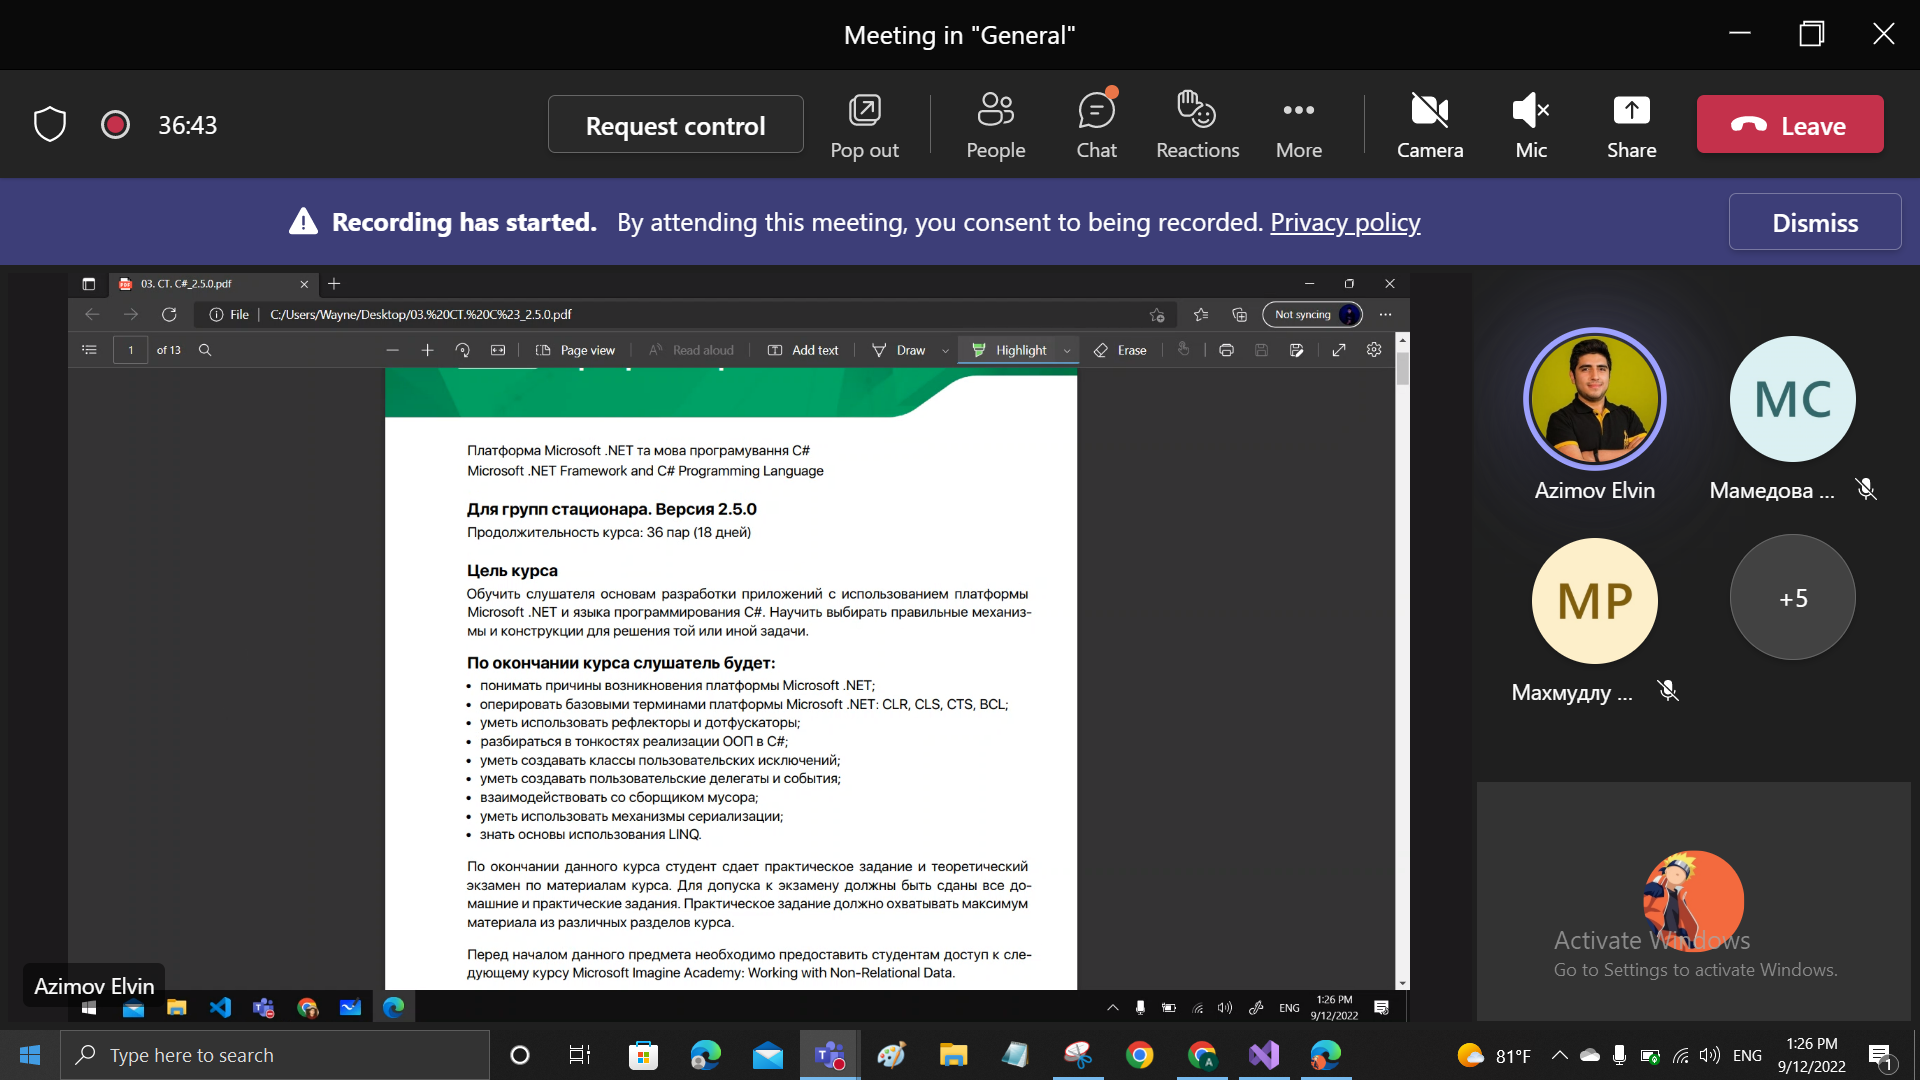 Meeting in "General"
36:43
Request control
Pop out
People
Chat
Reactions
More
Camera
Mic
Share
Leave
Recording has started. By attending this meeting, you consent to being recorded. Privacy policy
Dismiss
03. CT. C#_2.5.0.pdf
File
C:/Users/Wayne/Desktop/03.%20CT.%20C%23_2.5.0.pdf
Not syncing
1 of 13
Page view
Read aloud
Add text
Draw
Highlight
Erase
Платформа Microsoft .NET та мова програмування C#
Microsoft .NET Framework and C# Programming Language
Для групп стационара. Версия 2.5.0
Продолжительность курса: 36 пар (18 дней)
Цель курса
Обучить слушателя основам разработки приложений с использованием платформы
Microsoft .NET и языка программирования C#. Научить выбирать правильные механиз-
мы и конструкции для решения той или иной задачи.
По окончании курса слушатель будет:
• понимать причины возникновения платформы Microsoft .NET;
• оперировать базовыми терминами платформы Microsoft .NET: CLR, CLS, CTS, BCL;
• уметь использовать рефлекторы и дотфускаторы;
• разбираться в тонкостях реализации ООП в C#;
• уметь создавать классы пользовательских исключений;
• уметь создавать пользовательские делегаты и события;
• взаимодействовать со сборщиком мусора;
• уметь использовать механизмы сериализации;
• знать основы использования LINQ.
По окончании данного курса студент сдает практическое задание и теоретический
экзамен по материалам курса. Для допуска к экзамену должны быть сданы все до-
машние и практические задания. Практическое задание должно охватывать максимум
материала из различных разделов курса.
Перед началом данного предмета необходимо предоставить студентам доступ к сле-
дующему курсу Microsoft Imagine Academy: Working with Non-Relational Data.
Azimov Elvin
ENG
1:26 PM
9/12/2022
Azimov Elvin
MC
Мамедова ...
MP
Махмудлу ...
+5
Activate Windows
Go to Settings to activate Windows.
Type here to search
81°F
ENG
1:26 PM
9/12/2022
1